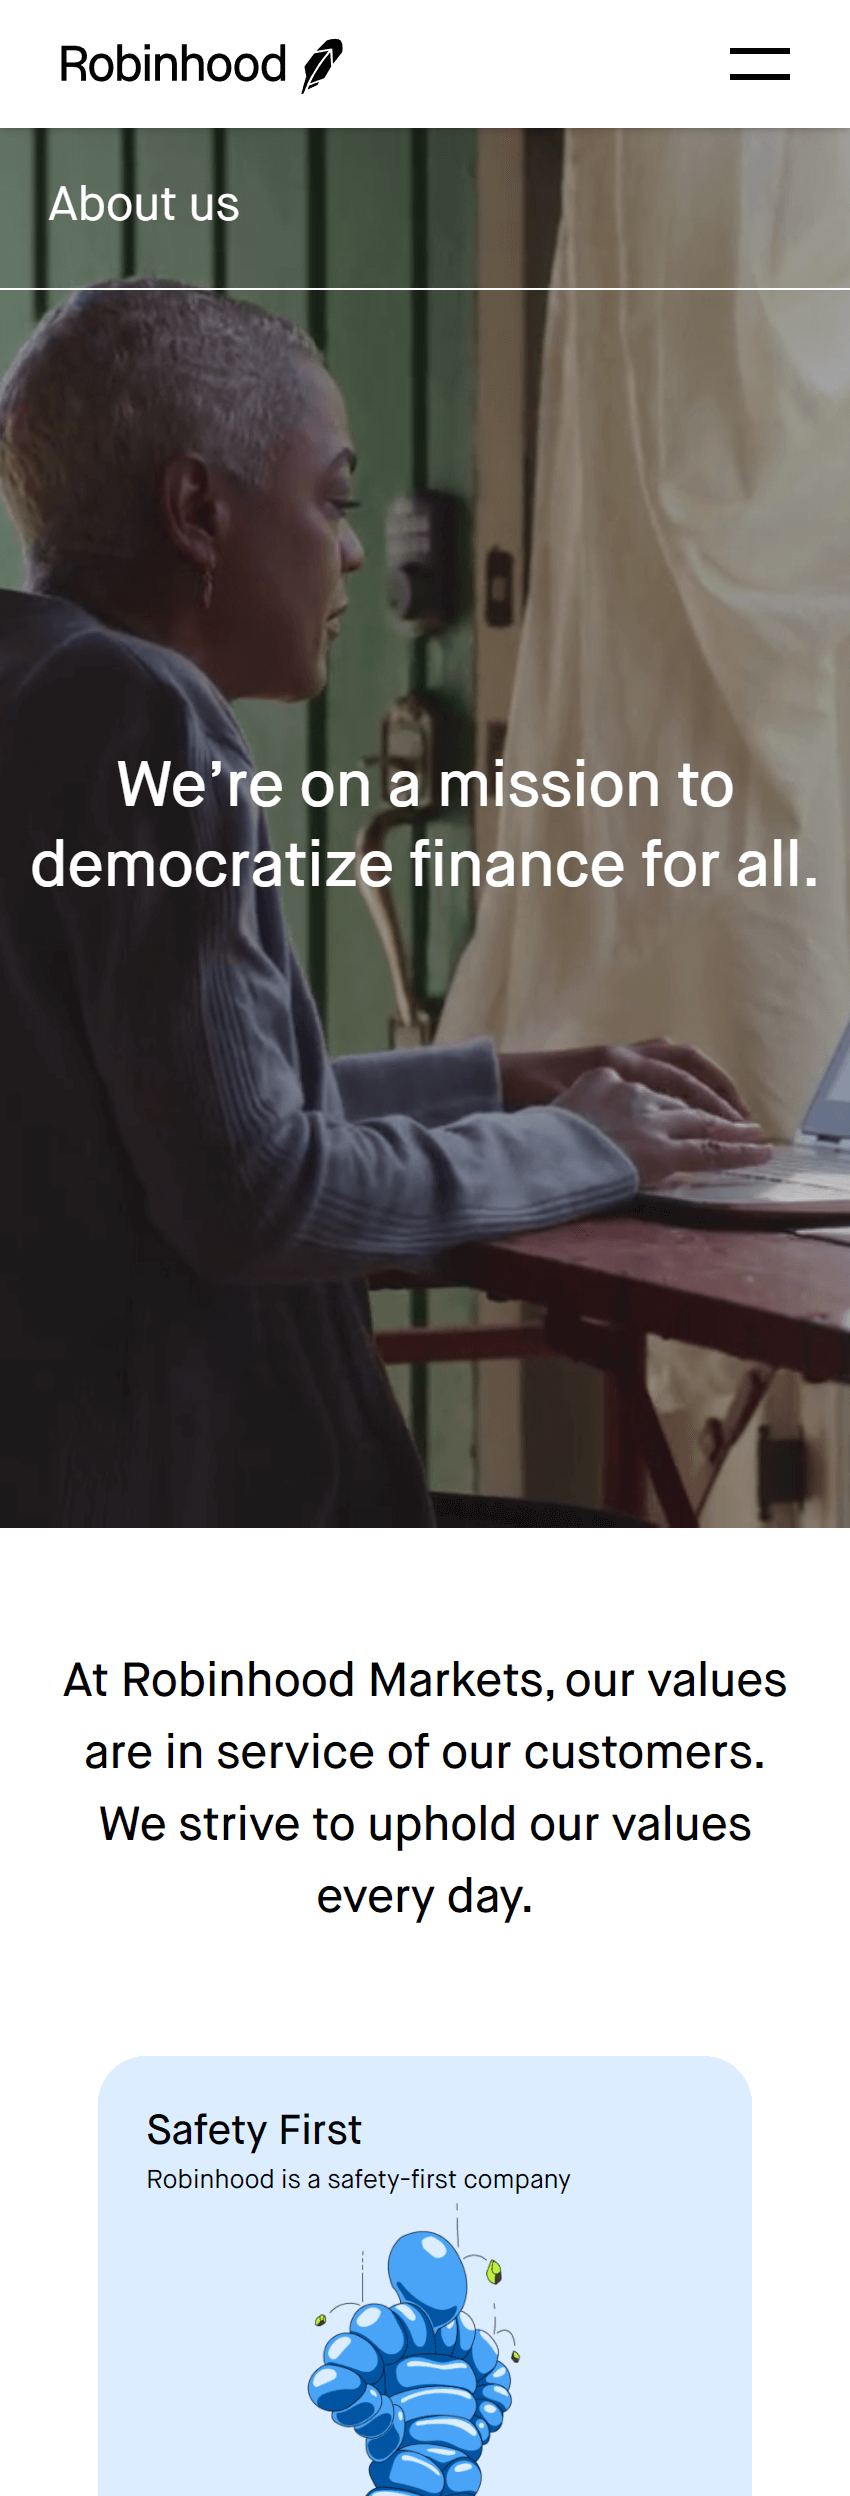 Robinhood
About us
We’re on a mission to
democratize finance for all.
At Robinhood Markets, our values
are in service of our customers.
We strive to uphold our values
every day.
Safety First
Robinhood is a safety-first company